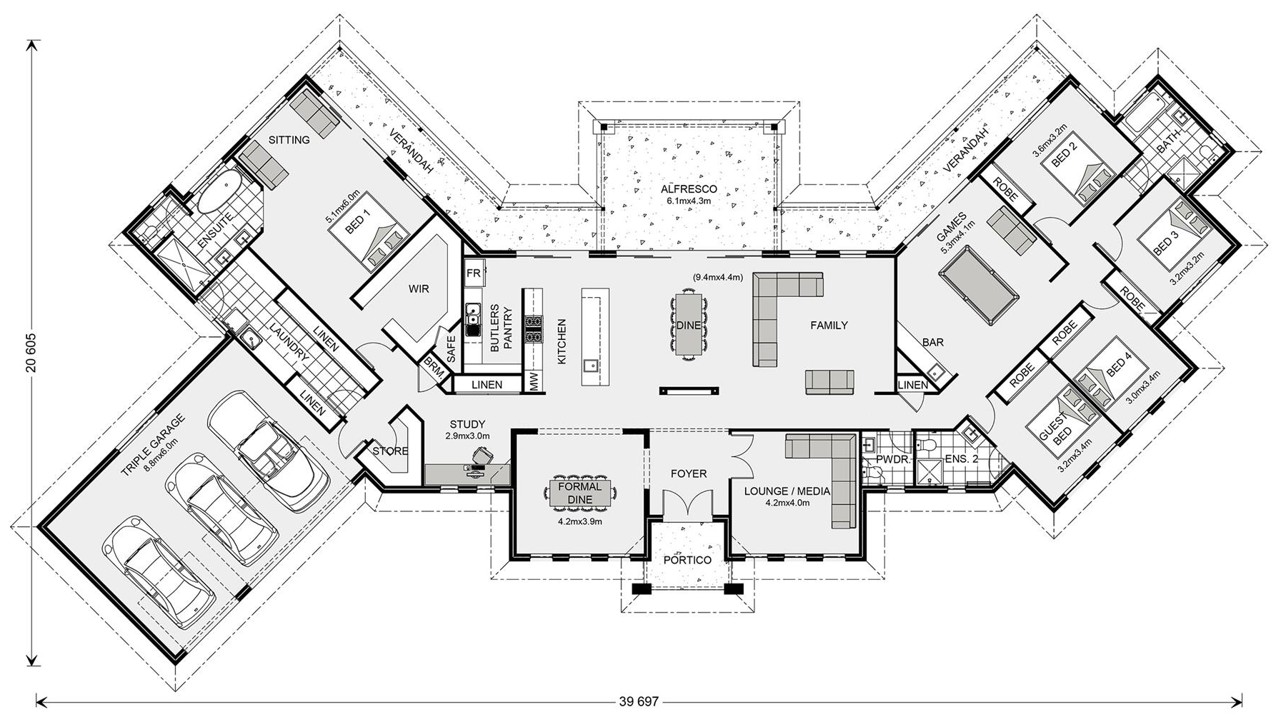 SITTING
VERANDAH
ENSUITE
5.1mx6.0m
BED 1
WIR
LAUNDRY
LINEN
LINEN
FR
BUTLERS
PANTRY
SAFE
BRM
LINEN
KITCHEN
MW
ALFRESCO
6.1mx4.3m
(9.4mx4.4m)
DINE
FAMILY
VERANDAH
GAMES
5.3mx4.1m
BAR
LINEN
3.6mx3.2m
BED 2
ROBE
BATH
BED 3
3.2mx3.2m
ROBE
ROBE
BED 4
3.0mx3.4m
ROBE
GUEST
BED
3.2mx3.4m
TRIPLE GARAGE
8.8mx6.0m
STORE
STUDY
2.9mx3.0m
FORMAL
DINE
4.2mx3.9m
FOYER
LOUNGE / MEDIA
4.2mx4.0m
PWDR
ENS. 2
PORTICO
20 605
39 697